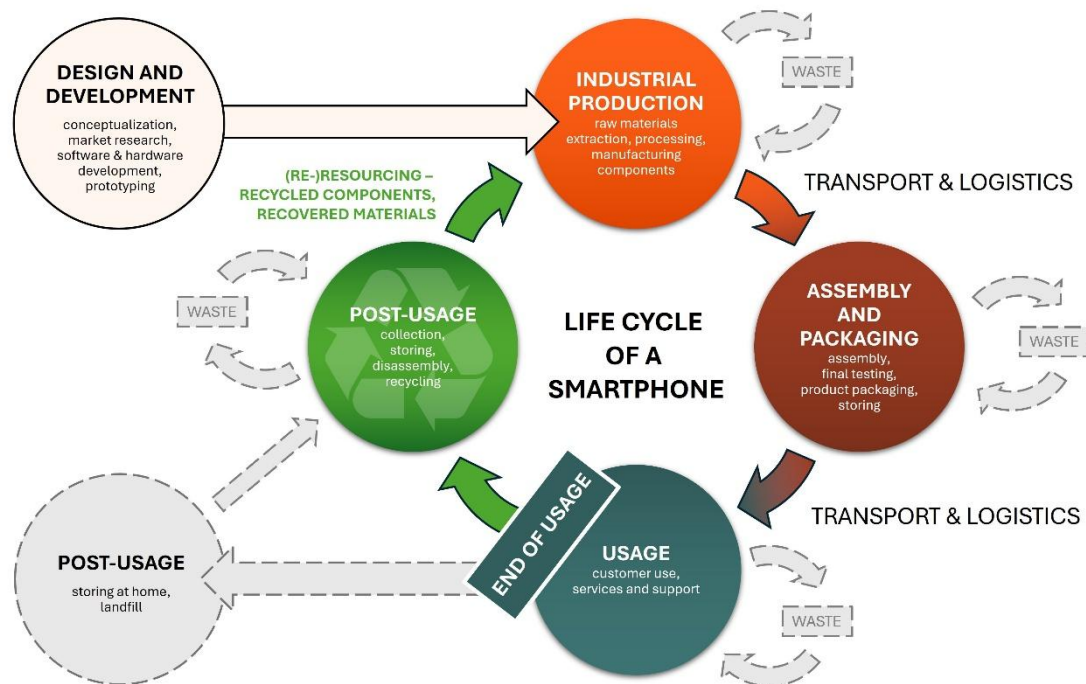 DESIGN AND
DEVELOPMENT
conceptualization,
market research,
software & hardware
development,
prototyping
INDUSTRIAL
PRODUCTION
raw materials
extraction, processing,
manufacturing
components
WASTE
(RE-)RESOURCING –
RECYCLED COMPONENTS,
RECOVERED MATERIALS
TRANSPORT & LOGISTICS
WASTE
POST-USAGE
collection,
storing,
disassembly,
recycling
LIFE CYCLE
OF A
SMARTPHONE
ASSEMBLY
AND
PACKAGING
assembly,
final testing,
product packaging,
storing
WASTE
TRANSPORT & LOGISTICS
POST-USAGE
storing at home,
landfill
END OF USAGE
USAGE
customer use,
services and support
WASTE